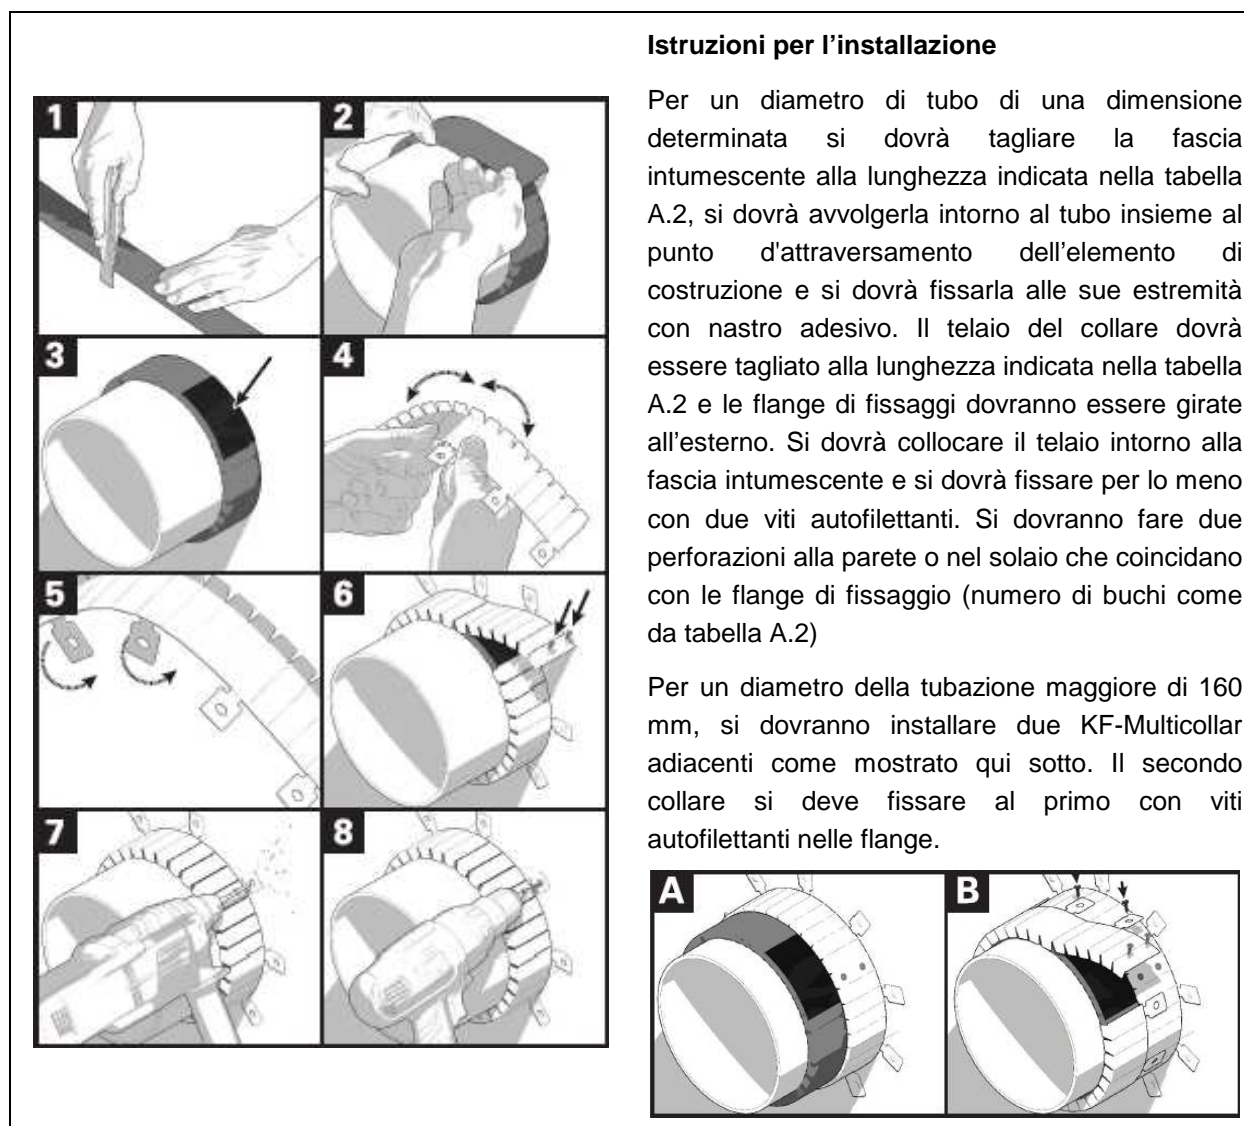 Istruzioni per l’installazione
Per un diametro di tubo di una dimensione
determinata si dovrà tagliare la fascia
intumescente alla lunghezza indicata nella tabella
A.2, si dovrà avvolgerla intorno al tubo insieme al
punto d'attraversamento dell’elemento di
costruzione e si dovrà fissarla alle sue estremità
con nastro adesivo. Il telaio del collare dovrà
essere tagliato alla lunghezza indicata nella tabella
A.2 e le flange di fissaggi dovranno essere girate
all’esterno. Si dovrà collocare il telaio intorno alla
fascia intumescente e si dovrà fissare per lo meno
con due viti autofilettanti. Si dovranno fare due
perforazioni alla parete o nel solaio che coincidano
con le flange di fissaggio (numero di buchi come
da tabella A.2)
Per un diametro della tubazione maggiore di 160
mm, si dovranno installare due KF-Multicollar
adiacenti come mostrato qui sotto. Il secondo
collare si deve fissare al primo con viti
autofilettanti nelle flange.
1
2
3
4
5
6
7
8
A
B